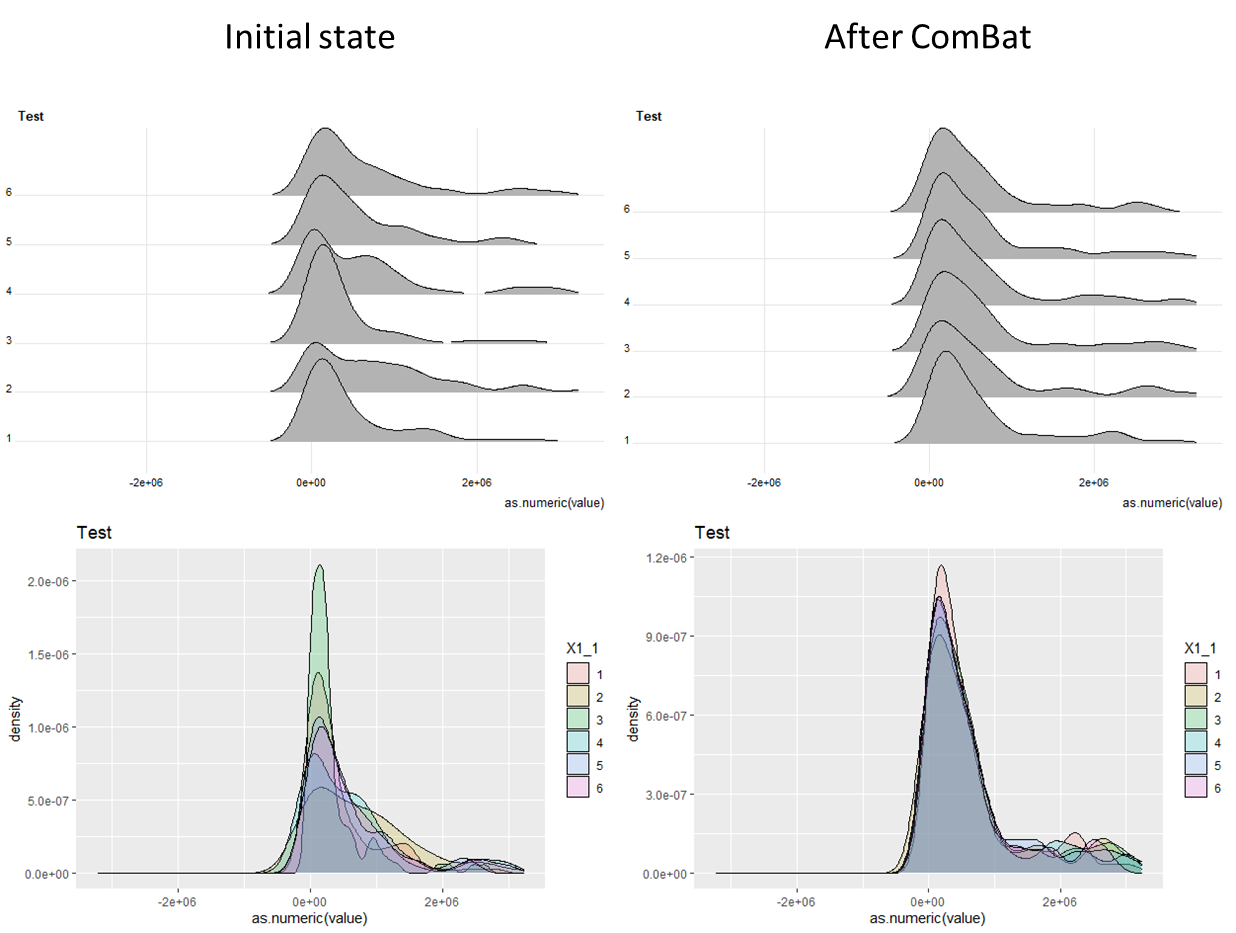 Initial state
After ComBat
Test
6
5
4
3
2
1
-2e+06 0e+00 2e+06
as.numeric(value)
Test
6
5
4
3
2
1
-2e+06 0e+00 2e+06
as.numeric(value)
Test
2.0e-06
1.5e-06
1.0e-06
5.0e-07
0.0e+00
density
-2e+06 0e+00 2e+06
as.numeric(value)
X1_1
1
2
3
4
5
6
Test
1.2e-06
9.0e-07
6.0e-07
3.0e-07
0.0e+00
density
-2e+06 0e+00 2e+06
as.numeric(value)
X1_1
1
2
3
4
5
6